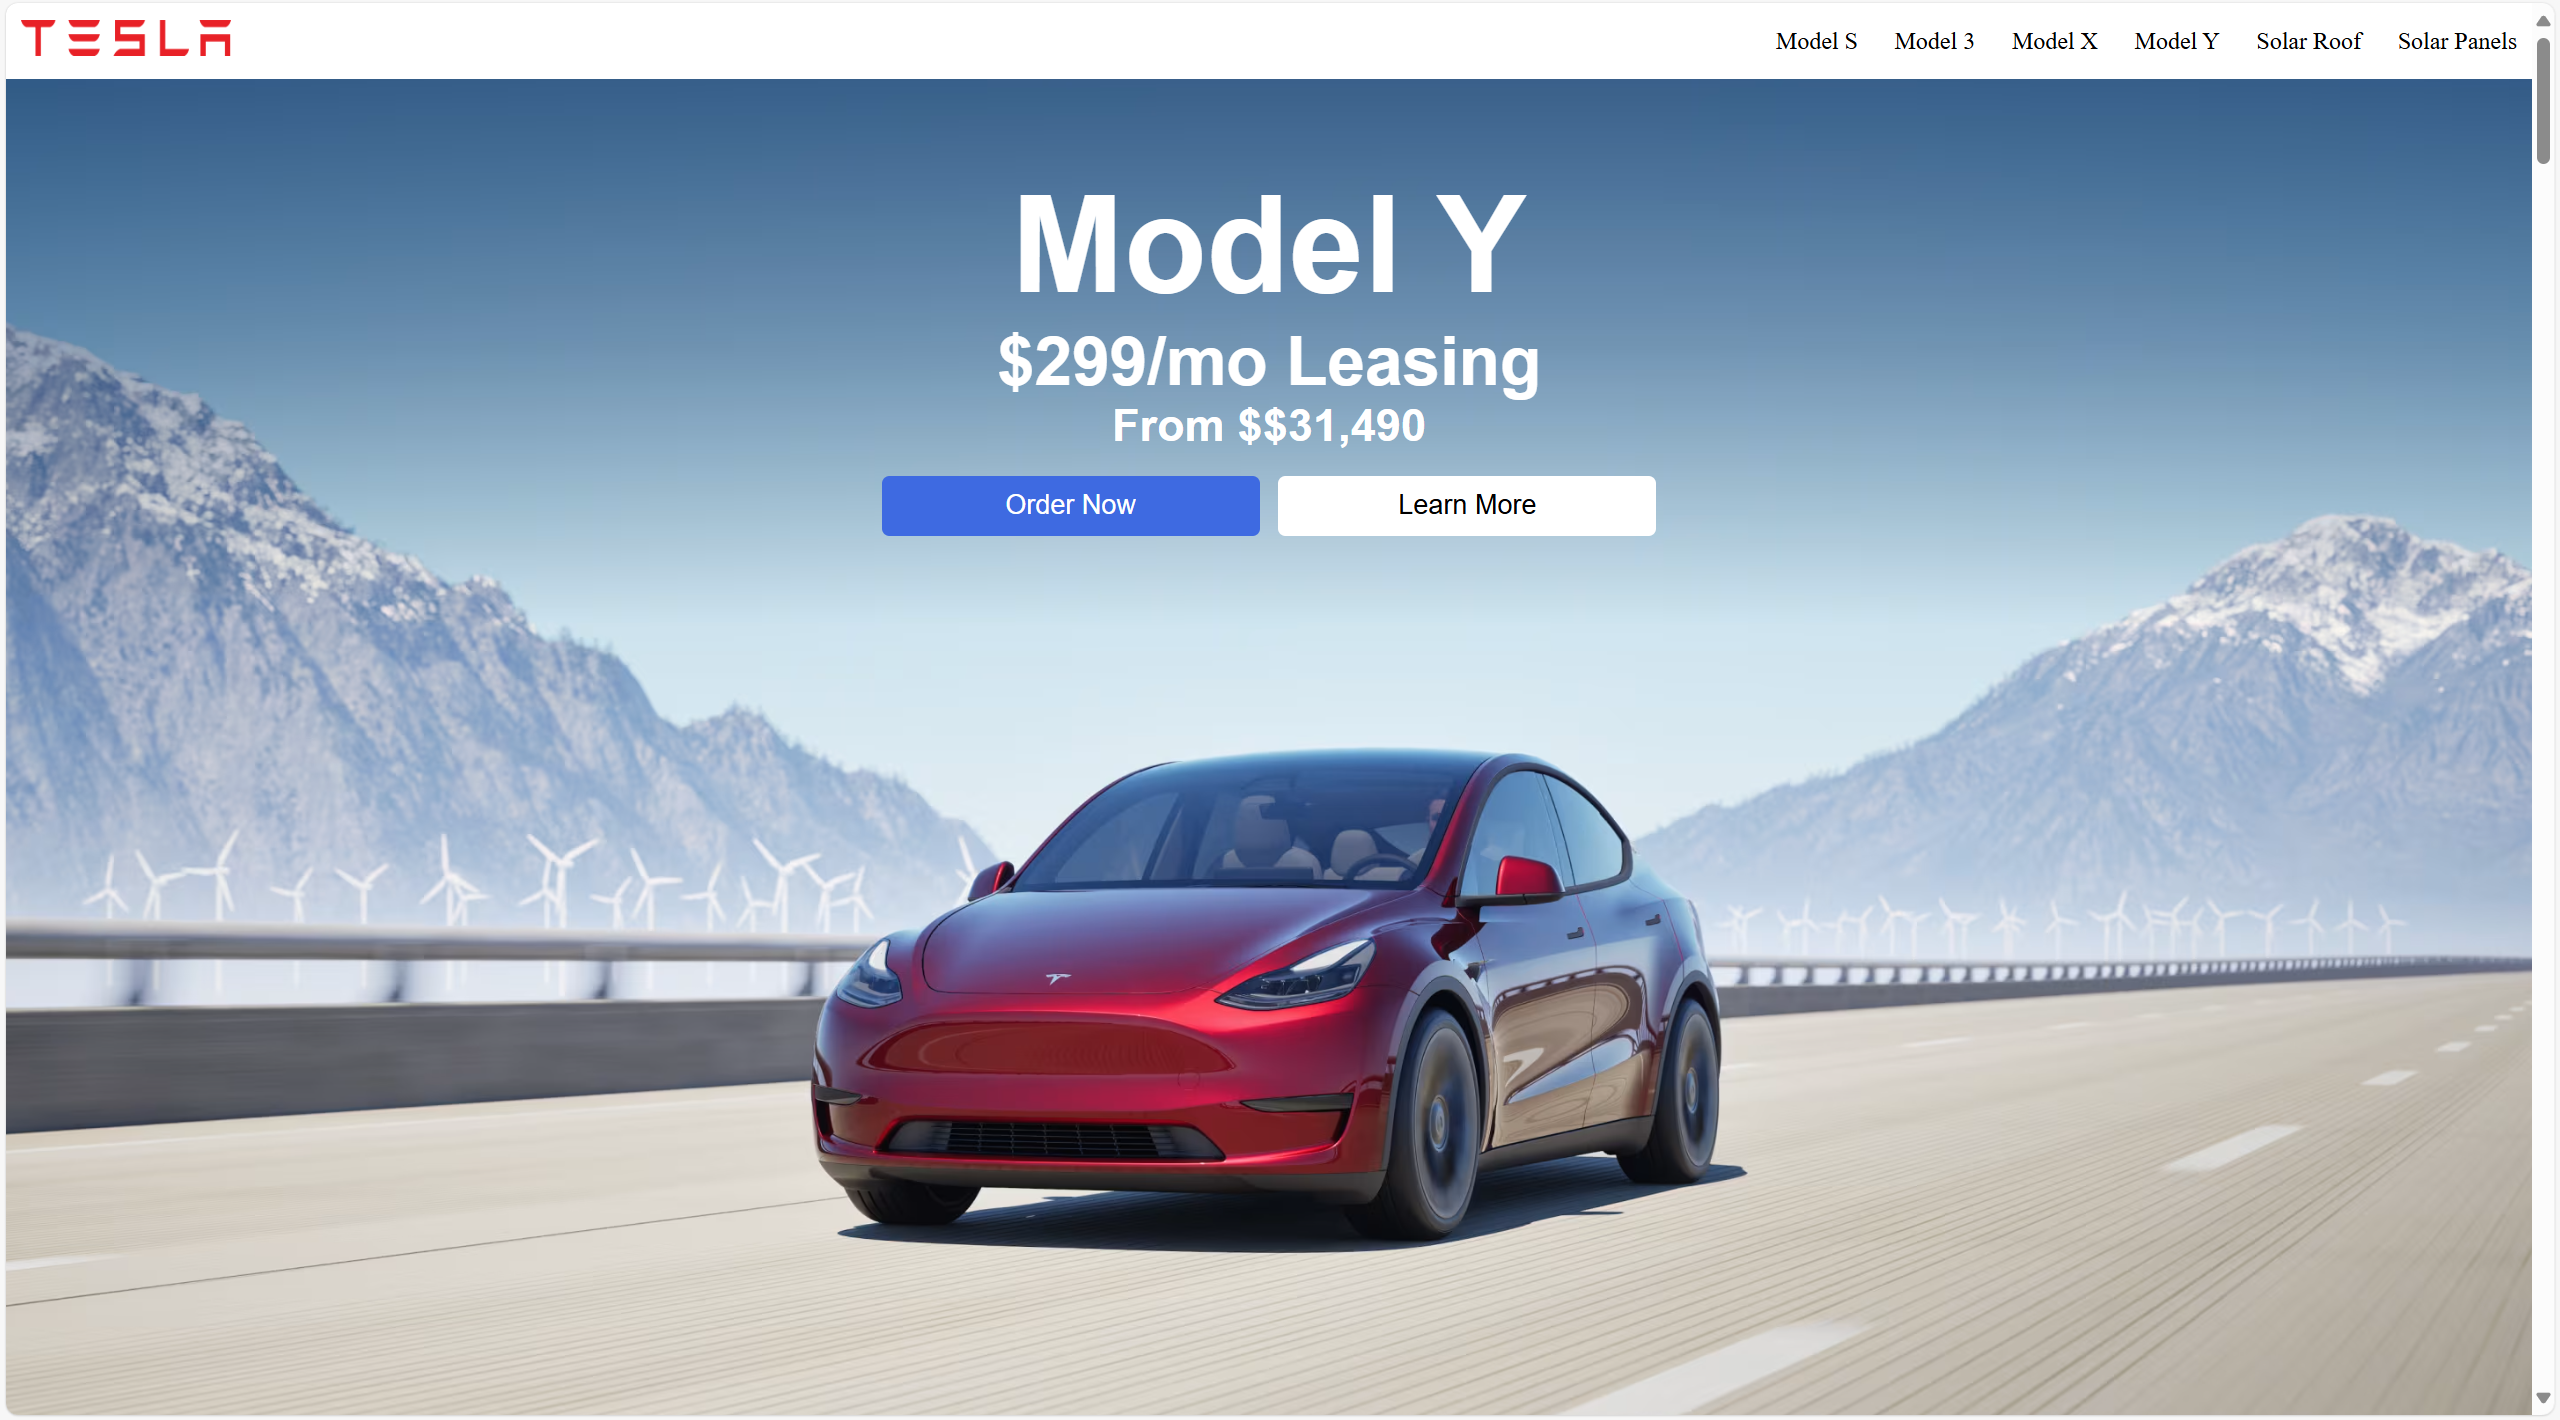 TESLA
Model S Model 3 Model X Model Y Solar Roof Solar Panels
Model Y
$299/mo Leasing
From $$31,490
Order Now Learn More